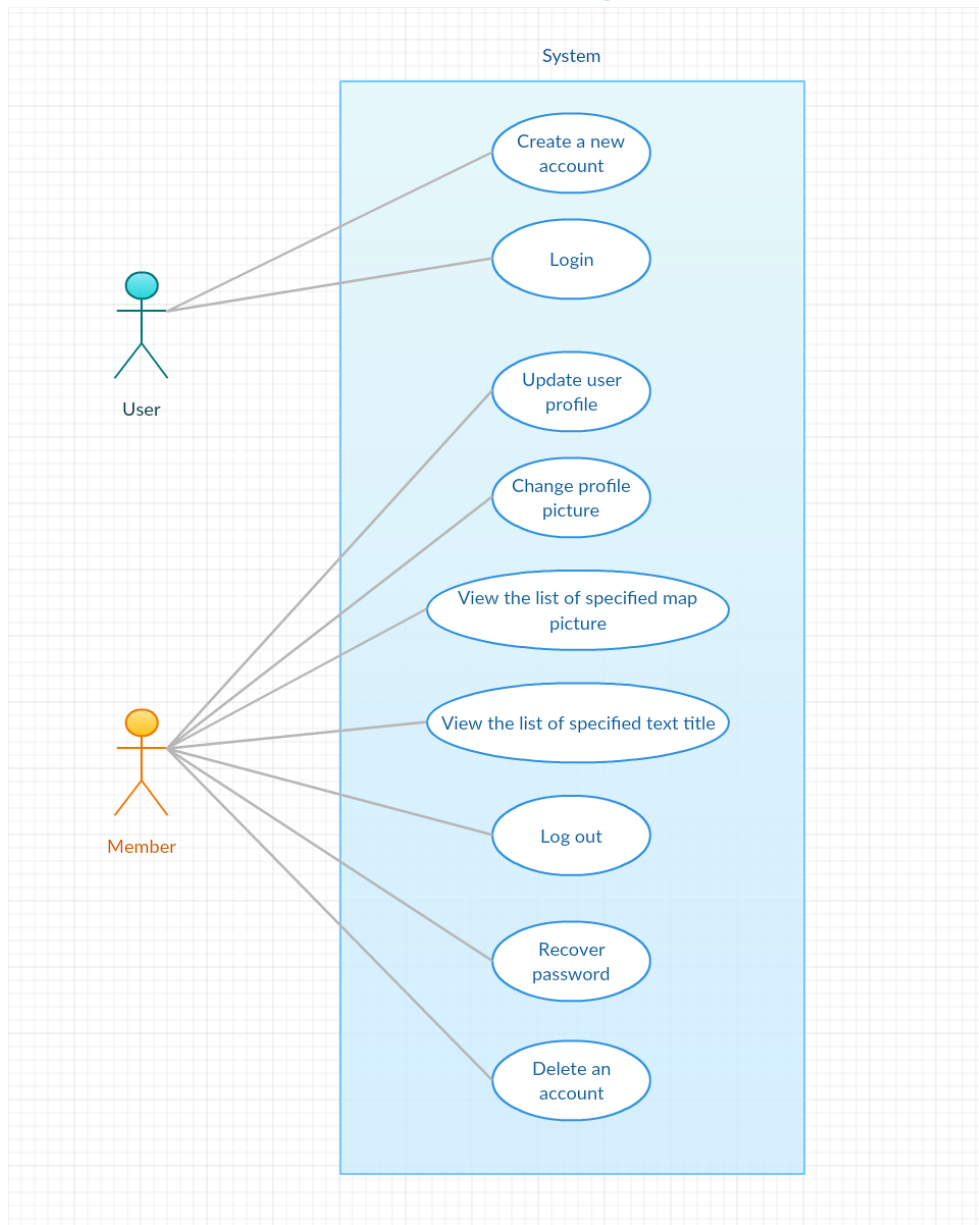 System
Create a new
account
Login
User
Update user
profile
Change profile
picture
View the list of specified map
picture
View the list of specified text title
Log out
Member
Recover
password
Delete an
account